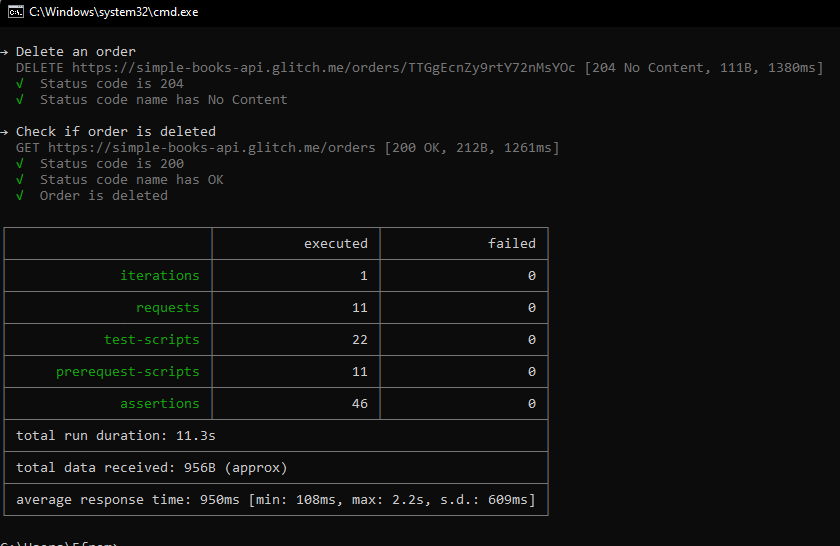 C:\Windows\system32\cmd.exe
→ Delete an order
DELETE https://simple-books-api.glitch.me/orders/TTGgEcnZy9rtY72nMsYOc [204 No Content, 111B, 1380ms]
√ Status code is 204
√ Status code name has No Content
→ Check if order is deleted
GET https://simple-books-api.glitch.me/orders [200 OK, 212B, 1261ms]
√ Status code is 200
√ Status code name has OK
√ Order is deleted
executed failed
iterations 1 0
requests 11 0
test-scripts 22 0
prerequest-scripts 11 0
assertions 46 0
total run duration: 11.3s
total data received: 956B (approx)
average response time: 950ms [min: 108ms, max: 2.2s, s.d.: 609ms]